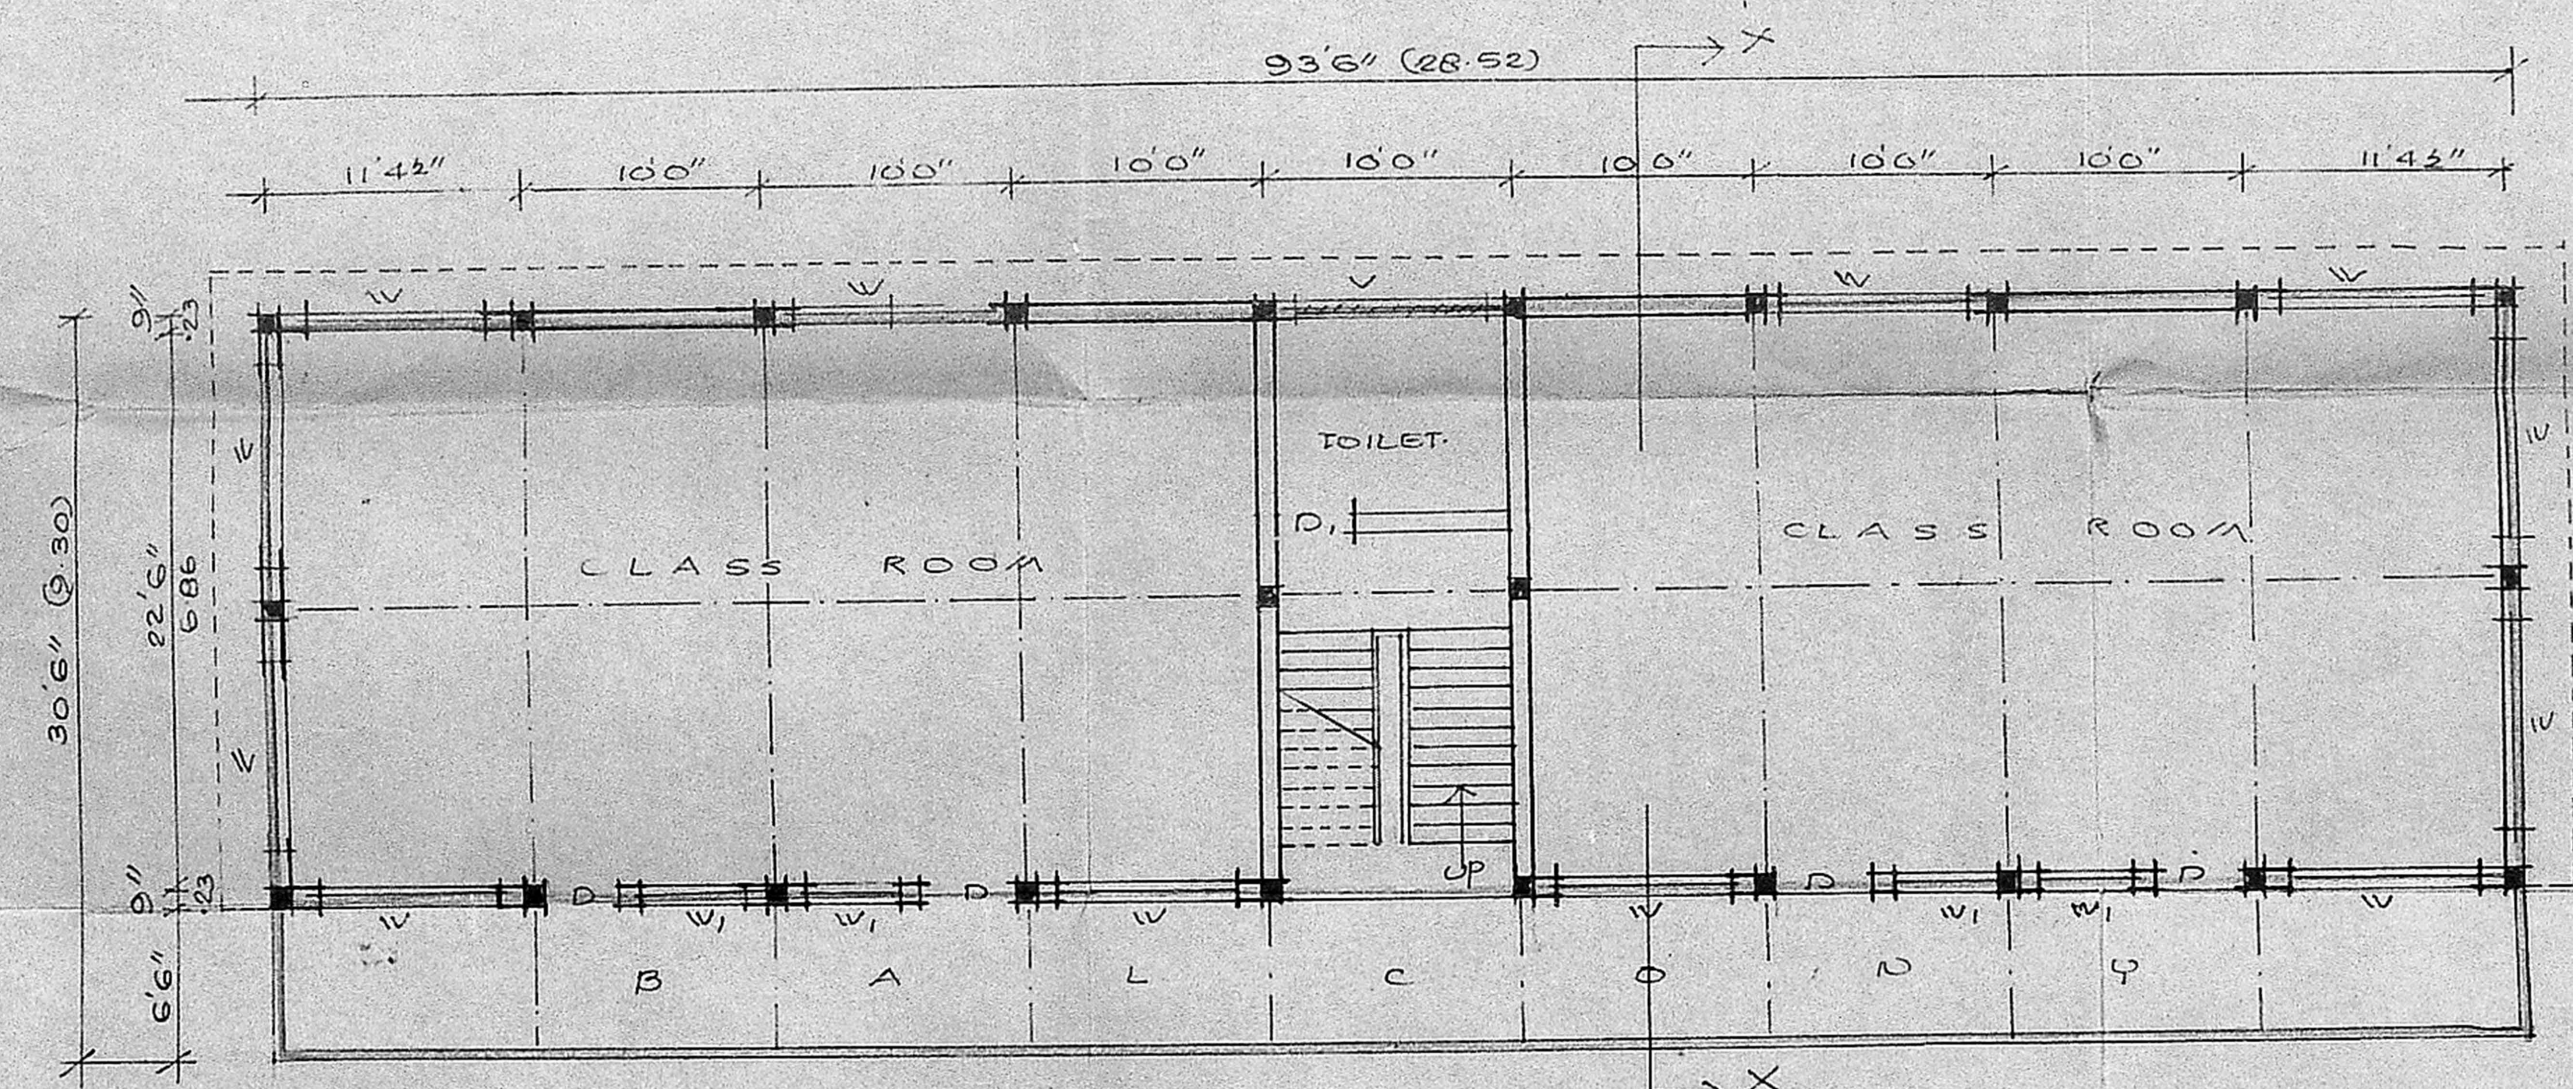 X
93'6" (28.52)
11'4½" 10'0" 10'0" 10'0" 10'0" 10'0" 10'0" 10'0" 11'4½"
W W V W W
9"
.23
TOILET.
W W
D₁
CLASS ROOM CLASS ROOM
30'6" (9.30)
22'6"
6.86
W W
UP
9"
.23
D D D D
W W₁ W₁ W W W₁ W₁ W
6'6"
B A L C O N Y
X